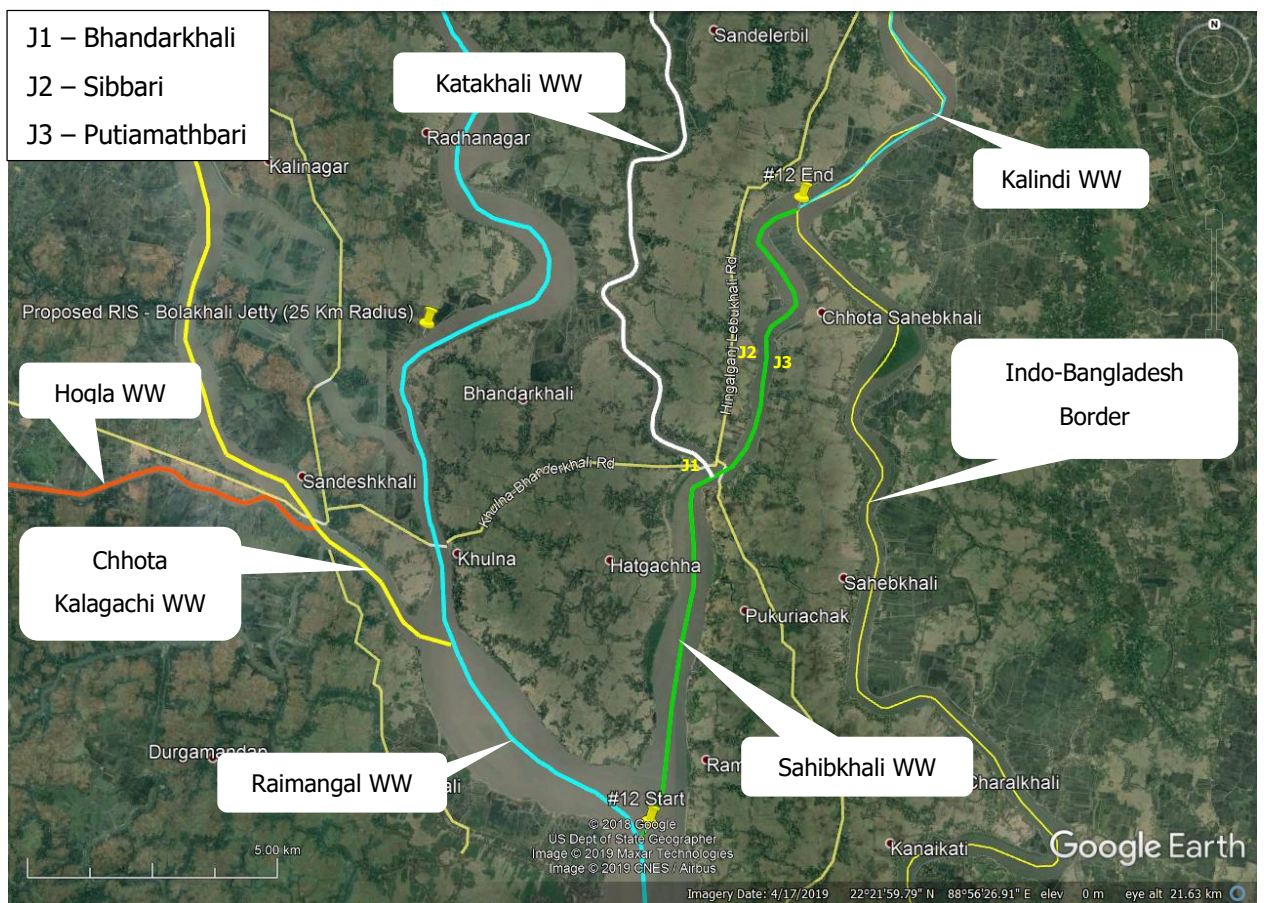 J1 – Bhandarkhali
J2 – Sibbari
J3 – Putiamathbari
N
Sandelerbil
Katakhali WW
Radhanagar
Kalinagar
#12 End
Kalindi WW
Proposed RIS - Bolakhali Jetty (25 Km Radius)
Hingalganj-Lebukhali Rd
Chhota Sahebkhali
J2
J3
Indo-Bangladesh
Border
Hogla WW
Bhandarkhali
J1
Khulna-Bhanderkhali Rd
Sandeshkhali
Chhota
Kalagachi WW
Khulna
Hatgachha
Sahebkhali
Pukuriachak
Durgamandap
Raimangal WW
ali
Ram
Sahibkhali WW
Charalkhali
#12 Start
© 2018 Google
US Dept of State Geographer
Image © 2019 Maxar Technologies
Image © 2019 CNES / Airbus
5.00 km
Kanaikati
Google Earth
Imagery Date: 4/17/2019 22°21'59.79" N 88°56'26.91" E elev 0 m eye alt 21.63 km